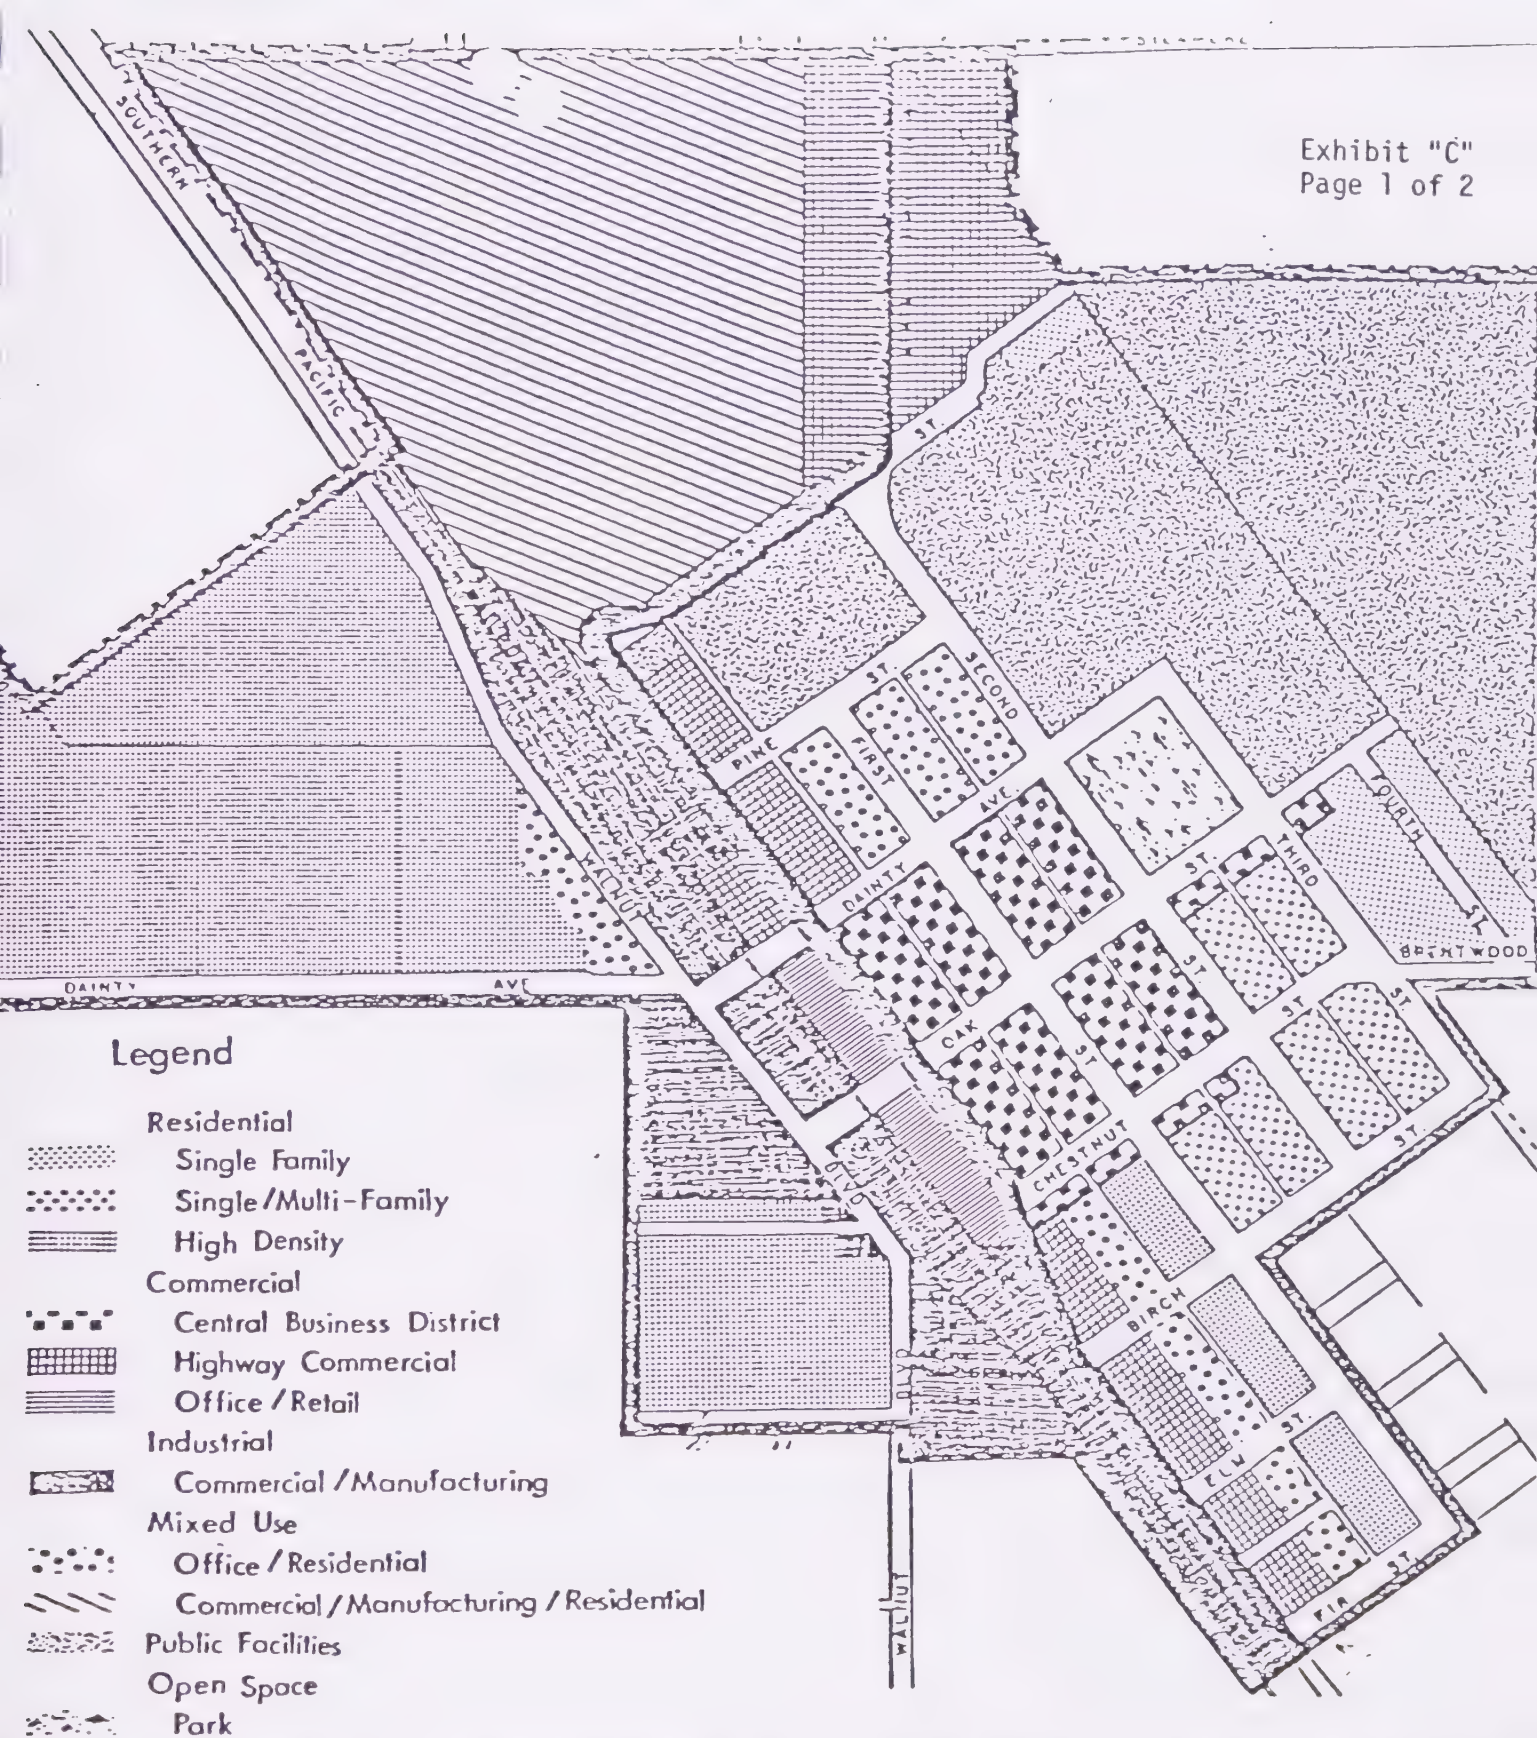 Exhibit "C"
Page 1 of 2
SOUTHERN
PACIFIC
ST.
SECOND
ST
FIRST
PINE
AVE
DAINTY
FOURTH
ST
THIRD
ST
BRENTWOOD
WALNUT
ST
ST
ST
OAK
ST
DAINTY AVE
CHESTNUT
ST.
BIRCH
ST.
ELM
ST.
FIR
WALNUT
Legend
Residential
Single Family
Single/Multi-Family
High Density
Commercial
Central Business District
Highway Commercial
Office/Retail
Industrial
Commercial/Manufacturing
Mixed Use
Office/Residential
Commercial/Manufacturing/Residential
Public Facilities
Open Space
Park